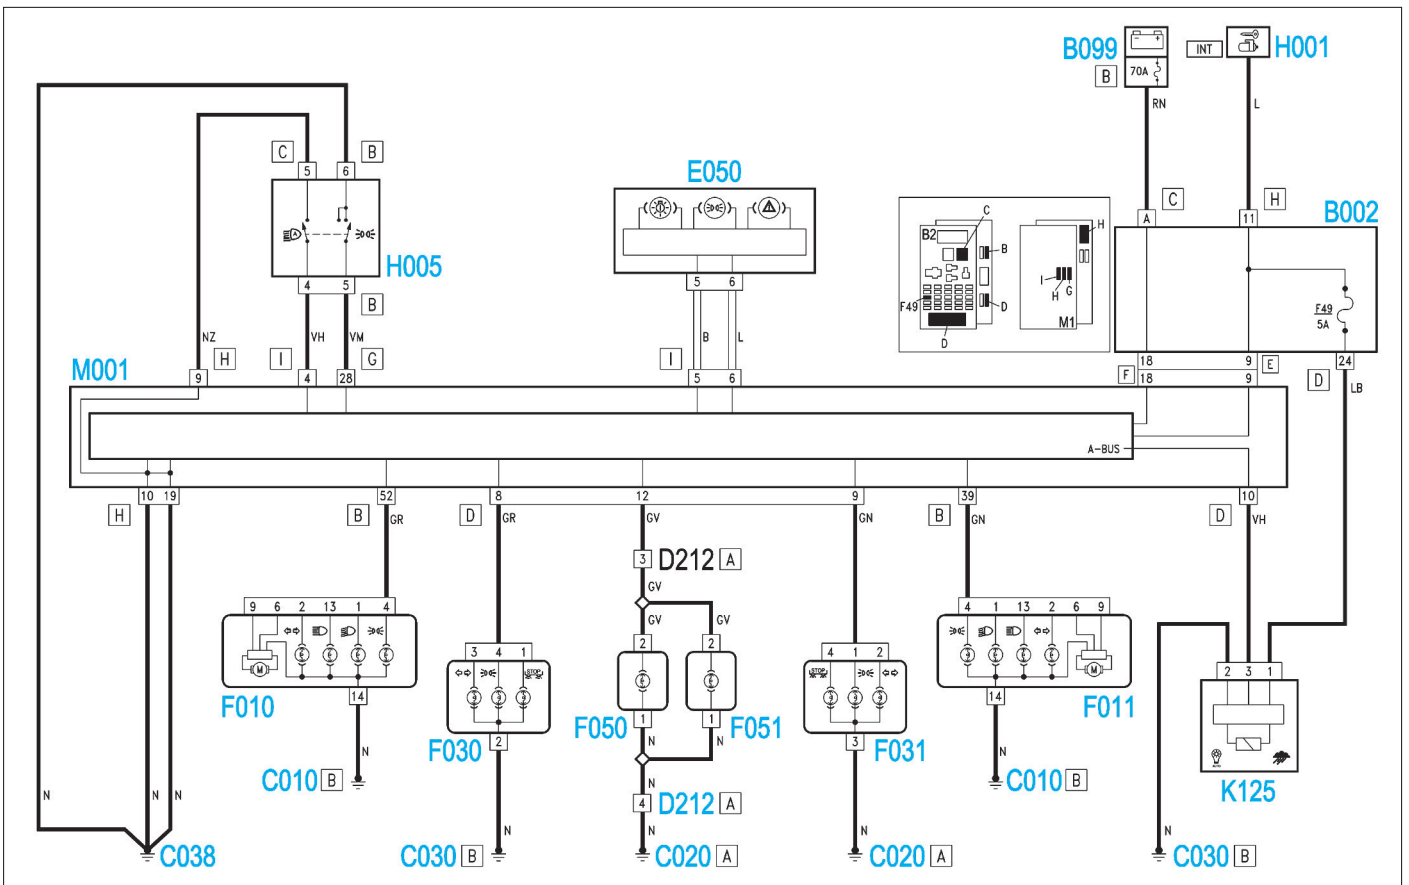 B099 INT H001
B 70A
RN L
C B
5 6
E050
C H
A 11
B002
C
B2 H
B
F49
I H G
D
D M1
F49
5A
H005
4 5
B
5 6
NZ VH VM
H I G
B L
I
18 9 24
F E D
M001
9 4 28 5 6 18 9
LB
A-BUS
10 19 52 8 12 9 39 10
H B D B D
GR GR GV GN GN VH
3 D212 A
GV
GV GV
9 6 2 13 1 4
4 1 13 2 6 9
M M
14 14
F010 F011
3 4 1
STOP
2 2
4 1 2
STOP
2 3 1
F030 F050 F051 F031
2 1 1 3
N N
N N
C010 B C010 B
AUTO
K125
N
4 D212 A
N N N
N N N N N
C038 C030 B C020 A C020 A C030 B